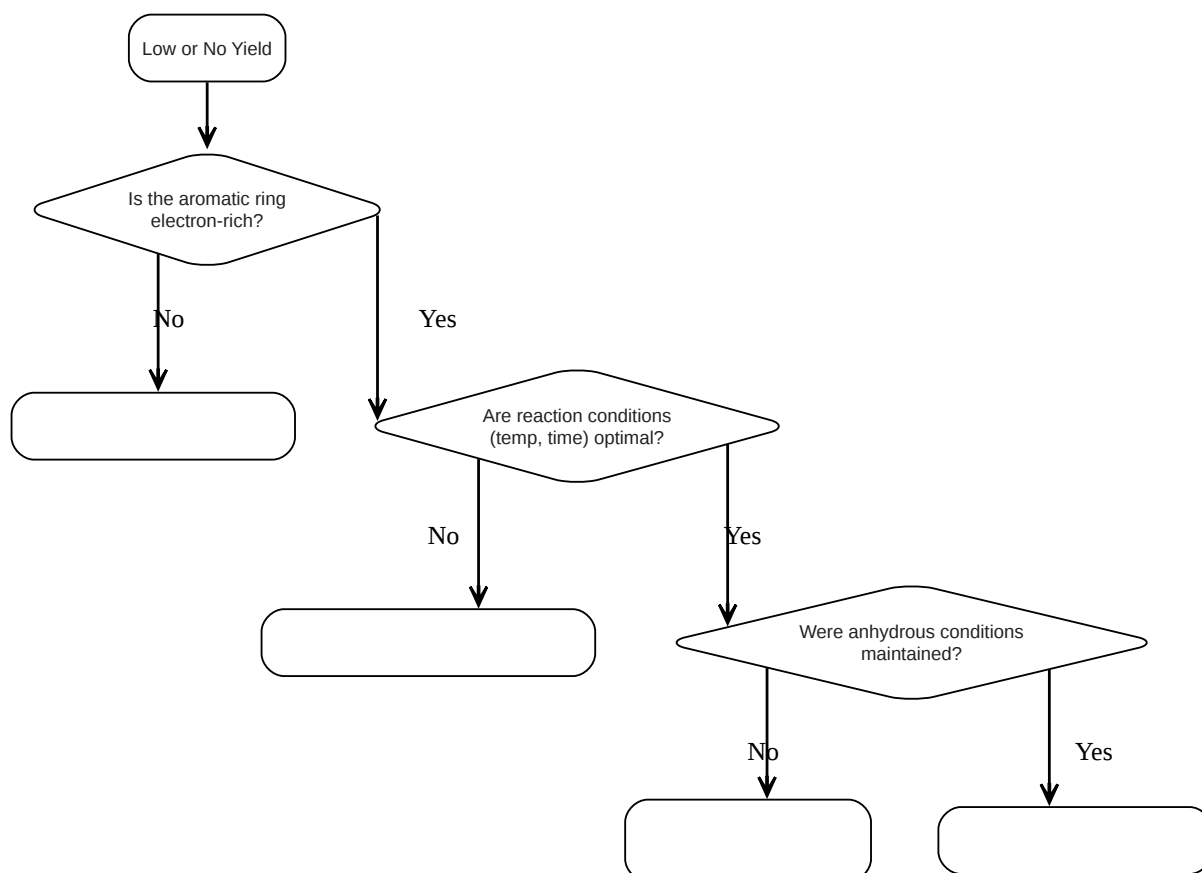 Low or No Yield
Is the aromatic ring
electron-rich?
No
Yes
Are reaction conditions
(temp, time) optimal?
No
Yes
Were anhydrous conditions
maintained?
No
Yes